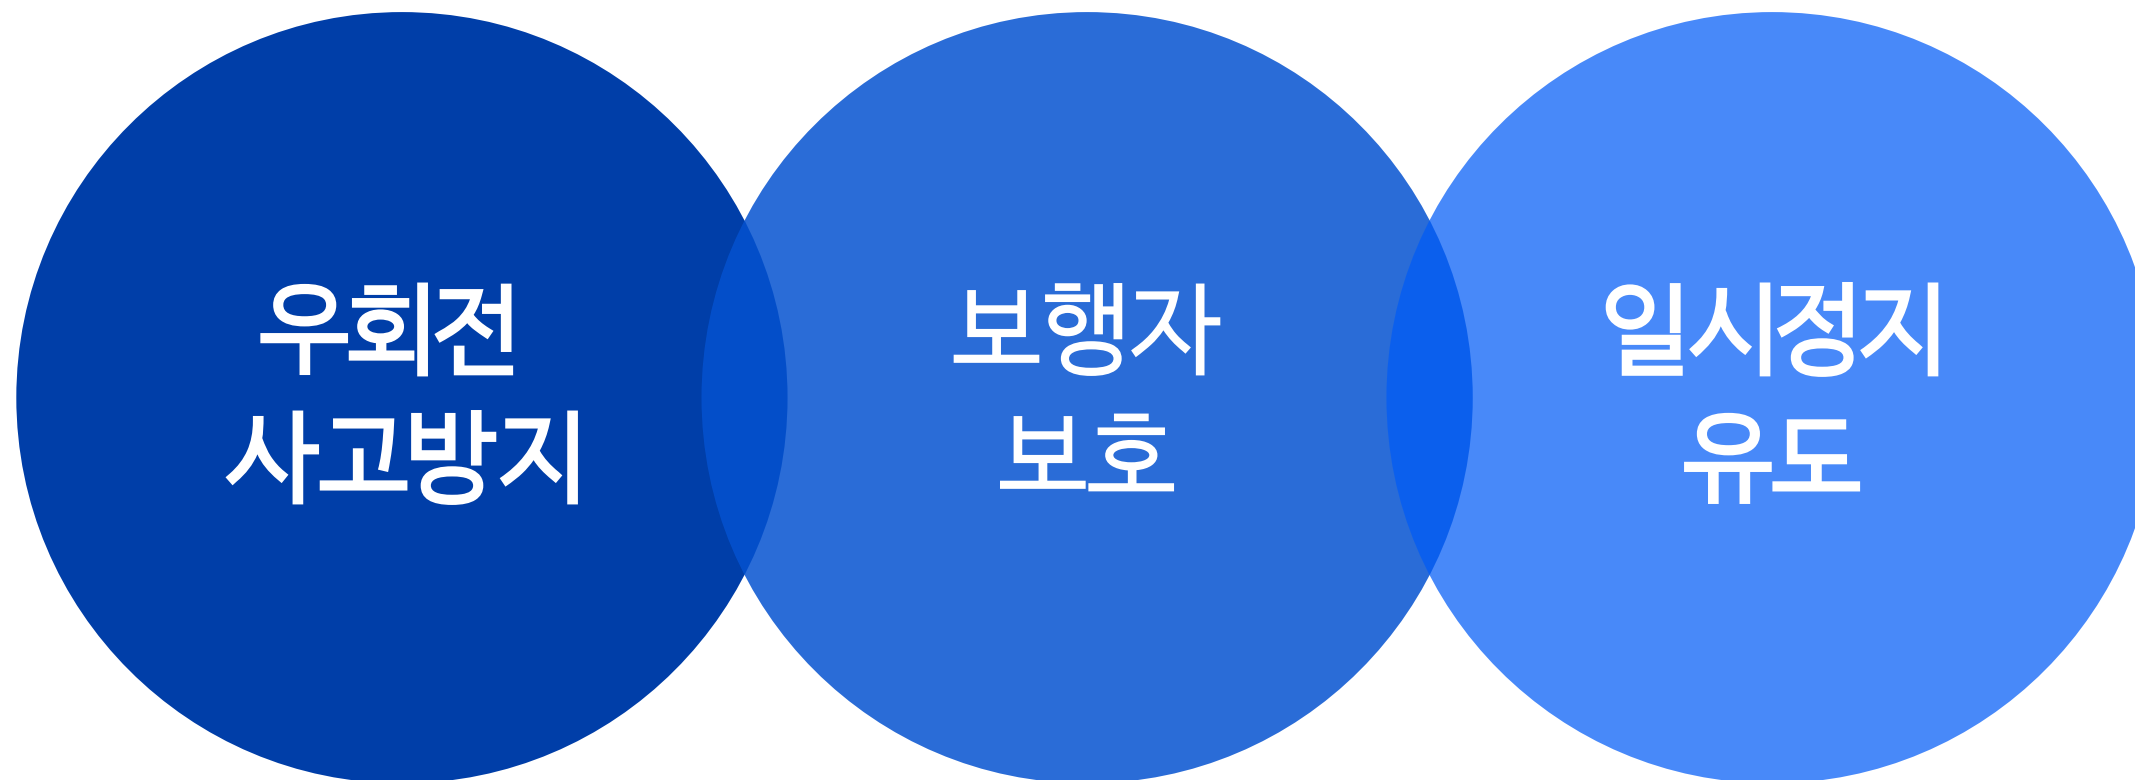 우회전
사고방지
보행자
보호
일시정지
유도